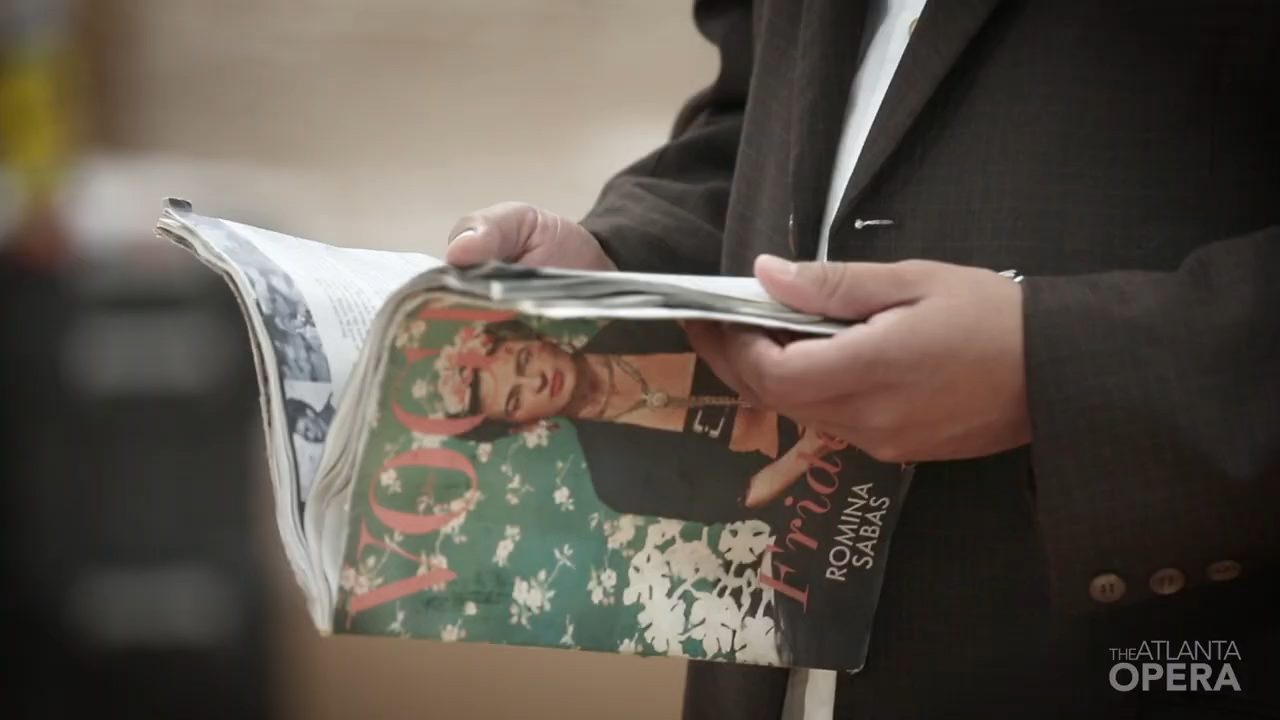 VOGUE
Frida
ROMINA
SABAS
THE ATLANTA
OPERA